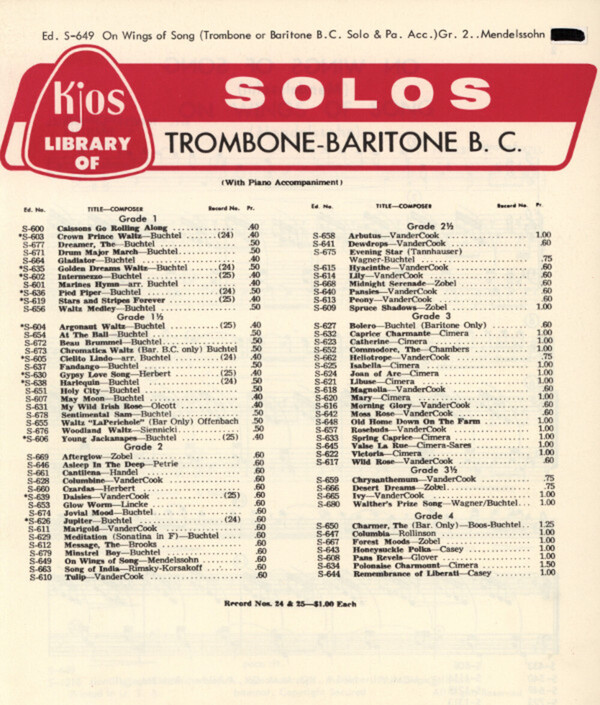 Ed. S-649 On Wings of Song (Trombone or Baritone B.C. Solo & Pa. Acc.)Gr. 2..Mendelssohn
Kjos
LIBRARY
OF
SOLOS
TROMBONE-BARITONE B. C.
(With Piano Accompaniment)
Ed. No. TITLE—COMPOSER Record No. Pr.
Grade 1
S-600 Caissons Go Rolling Along .40
*S-603 Crown Prince Waltz—Buchtel (24) .40
S-677 Dreamer, The—Buchtel .50
S-671 Drum Major March—Buchtel .50
S-664 Gladiator—Buchtel .40
*S-635 Golden Dreams Waltz—Buchtel (24) .50
*S-602 Intermezzo—Buchtel (25) .40
S-601 Marines Hymn—arr. Buchtel .40
*S-636 Pied Piper—Buchtel (24) .50
*S-619 Stars and Stripes Forever (25) .40
S-656 Waltz Medley—Buchtel .50
Grade 1½
*S-604 Argonaut Waltz—Buchtel (25) .40
S-654 At The Ball—Buchtel .50
S-672 Beau Brummel—Buchtel .50
S-673 Chromatica Waltz (Bar. B.C. only) Buchtel .50
*S-605 Cielito Lindo—arr. Buchtel (24) .40
S-637 Fandango—Buchtel .50
*S-630 Gypsy Love Song—Herbert (25) .40
*S-638 Harlequin—Buchtel (24) .50
S-651 Holy City—Buchtel .50
S-607 May Moon—Buchtel .40
S-631 My Wild Irish Rose—Olcott .40
S-678 Sentimental Sam—Buchtel .50
S-655 Waltz "LaPerichole" (Bar Only) Offenbach .50
S-676 Woodland Waltz—Siennicki .50
*S-606 Young Jackanapes—Buchtel (25) .40
Grade 2
S-669 Afterglow—Zobel .60
S-646 Asleep In The Deep—Petrie .60
S-661 Cantilena—Handel .60
S-628 Columbine—VanderCook .60
S-660 Czardas—Herbert .60
*S-639 Daisies—VanderCook (25) .60
S-653 Glow Worm—Lincke .60
S-674 Jovial Mood—Buchtel .60
*S-626 Jupiter—Buchtel (24) .60
S-611 Marigold—VanderCook .60
S-629 Meditation (Sonatina in F)—Buchtel .60
S-612 Message, The—Brooks .60
S-679 Minstrel Boy—Buchtel .60
S-649 On Wings of Song—Mendelssohn .60
S-663 Song of India—Rimsky-Korsakoff .60
S-610 Tulip—VanderCook .60
Ed. No. TITLE—COMPOSER Record No. Pr.
Grade 2½
S-658 Arbutus—VanderCook 1.00
S-641 Dewdrops—VanderCook .60
S-675 Evening Star (Tannhauser)
Wagner-Buchtel .75
S-615 Hyacinthe—VanderCook .60
S-614 Lily—VanderCook .60
S-668 Midnight Serenade—Zobel .60
S-640 Pansies—VanderCook .60
S-613 Peony—VanderCook .60
S-609 Spruce Shadows—Zobel 1.00
Grade 3
S-627 Bolero—Buchtel (Baritone Only) .60
S-632 Caprice Charmante—Cimera 1.00
S-623 Catherine—Cimera 1.00
S-652 Commodore, The—Chambers 1.00
S-662 Heliotrope—VanderCook .75
S-625 Isabella—Cimera 1.00
S-624 Joan of Arc—Cimera 1.00
S-621 Libuse—Cimera 1.00
S-618 Magnolia—VanderCook .60
S-620 Mary—Cimera 1.00
S-616 Morning Glory—VanderCook .60
S-642 Moss Rose—VanderCook .60
S-648 Old Home Down On The Farm 1.00
S-657 Rosebuds—VanderCook 1.00
S-633 Spring Caprice—Cimera 1.00
S-645 Valse La Rue—Cimera-Sares 1.00
S-622 Victoria—Cimera 1.00
S-617 Wild Rose—VanderCook .60
Grade 3½
S-659 Chrysanthemum—VanderCook .75
S-666 Desert Dreams—Zobel .75
S-665 Ivy—VanderCook 1.00
S-680 Walther's Prize Song—Wagner/Buchtel 1.00
Grade 4
S-650 Charmer, The (Bar. Only)—Boos-Buchtel 1.25
S-647 Columbia—Rollinson 1.00
S-667 Forest Moods—Zobel 1.00
S-643 Honeysuckle Polka—Casey 1.00
S-608 Pans Revels—Glover 1.00
S-634 Polonaise Charmount—Cimera 1.50
S-644 Remembrance of Liberati—Casey 1.00
Record Nos. 24 & 25—$1.00 Each